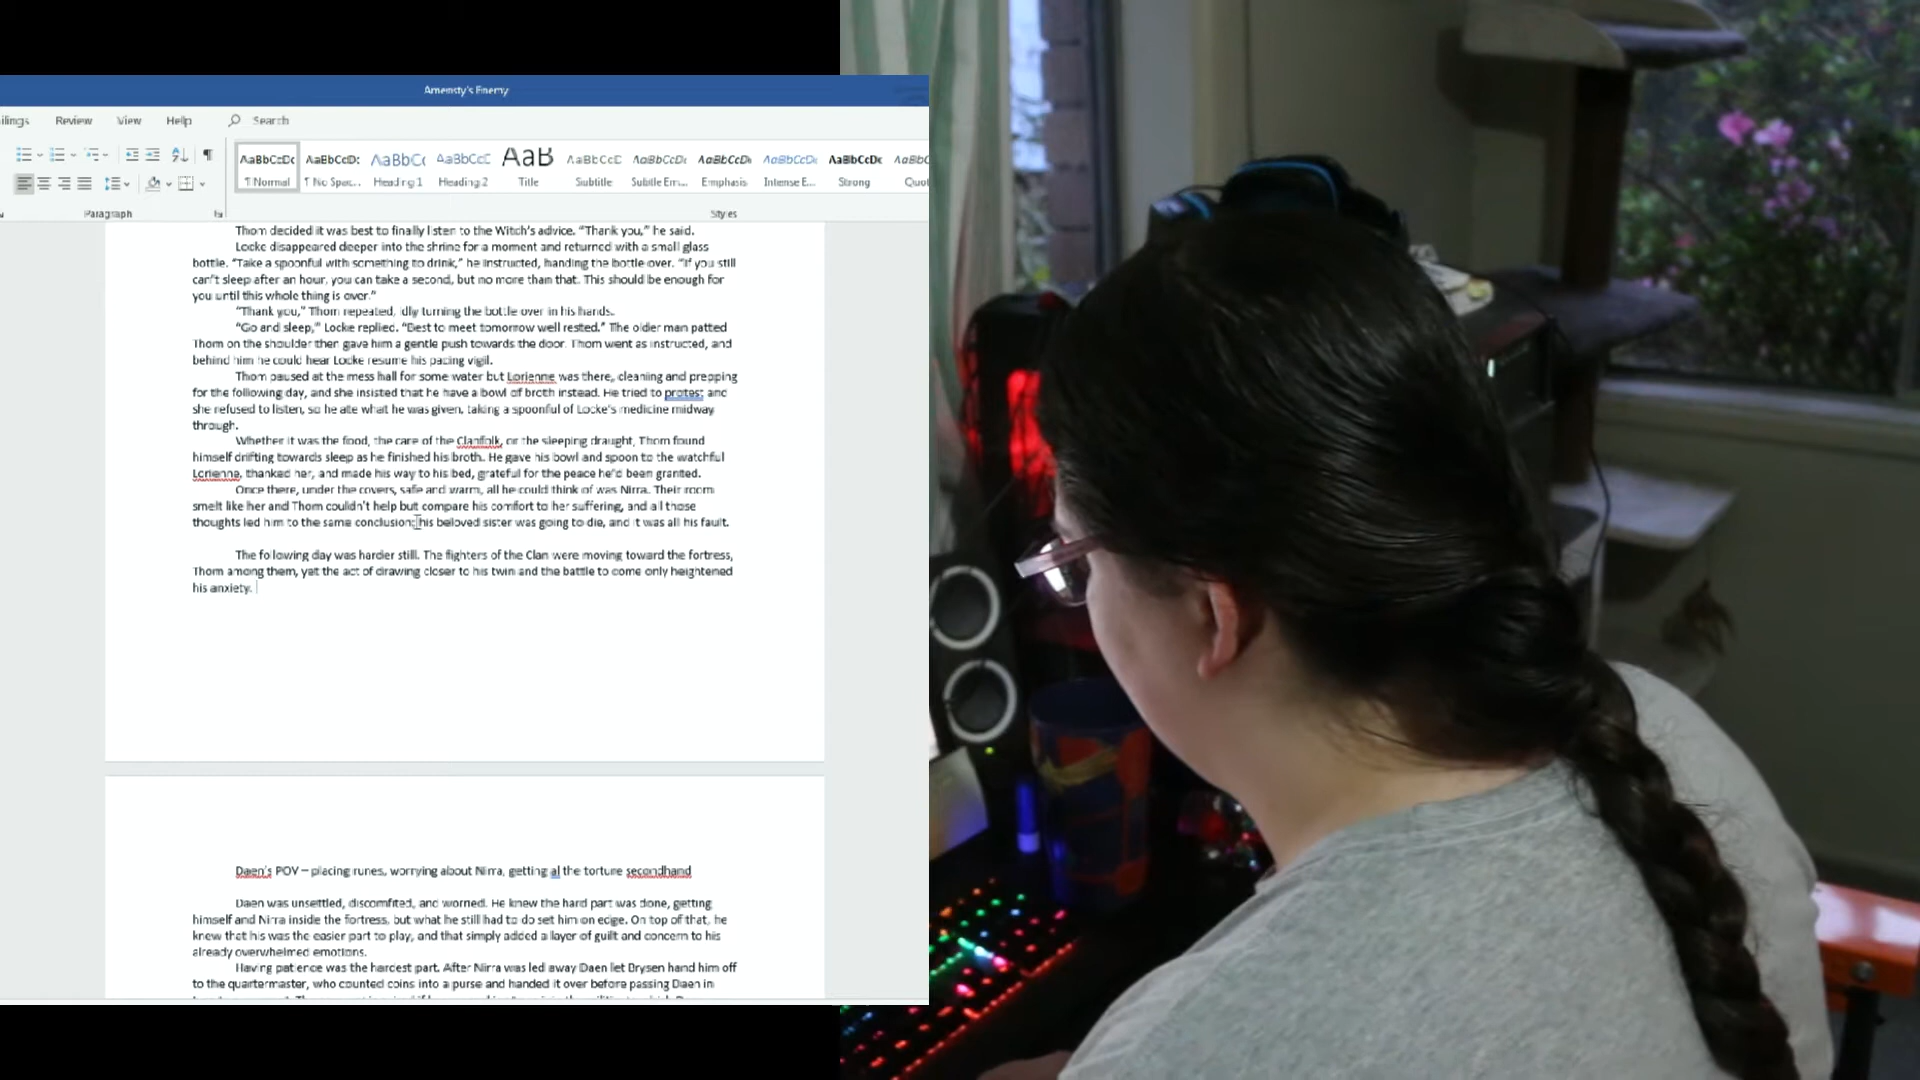 Amemsty's Enemy
ilings Review View Help Search
AaBbCcDc AaBbCcDc AaBbC AaBbCcC AaB AaBbCcC AaBbCcDc AaBbCcDc AaBbCcDc AaBbCcDc AaBbC
¶ Normal ¶ No Spac... Heading 1 Heading 2 Title Subtitle Subtle Em... Emphasis Intense E... Strong Quot
Paragraph Styles
Thom decided it was best to finally listen to the Witch's advice. “Thank you,” he said.
Locke disappeared deeper into the shrine for a moment and returned with a small glass
bottle. “Take a spoonful with something to drink,” he instructed, handing the bottle over. “If you still
can't sleep after an hour, you can take a second, but no more than that. This should be enough for
you until this whole thing is over.”
“Thank you,” Thom repeated, idly turning the bottle over in his hands.
“Go and sleep,” Locke replied. “Best to meet tomorrow well rested.” The older man patted
Thom on the shoulder then gave him a gentle push towards the door. Thom went as instructed, and
behind him he could hear Locke resume his pacing vigil.
Thom paused at the mess hall for some water but Lorienne was there, cleaning and prepping
for the following day, and she insisted that he have a bowl of broth instead. He tried to protest and
she refused to listen, so he ate what he was given, taking a spoonful of Locke's medicine midway
through.
Whether it was the food, the care of the Clanfolk, or the sleeping draught, Thom found
himself drifting towards sleep as he finished his broth. He gave his bowl and spoon to the watchful
Lorienne, thanked her, and made his way to his bed, grateful for the peace he'd been granted.
Once there, under the covers, safe and warm, all he could think of was Nirra. Their room
smelt like her and Thom couldn't help but compare his comfort to her suffering, and all those
thoughts led him to the same conclusion; his beloved sister was going to die, and it was all his fault.
The following day was harder still. The fighters of the Clan were moving toward the fortress,
Thom among them, yet the act of drawing closer to his twin and the battle to come only heightened
his anxiety.
Daen's POV – placing runes, worrying about Nirra, getting al the torture secondhand
Daen was unsettled, discomfited, and worried. He knew the hard part was done, getting
himself and Nirra inside the fortress, but what he still had to do set him on edge. On top of that, he
knew that his was the easier part to play, and that simply added a layer of guilt and concern to his
already overwhelmed emotions.
Having patience was the hardest part. After Nirra was led away Daen let Brysen hand him off
to the quartermaster, who counted coins into a purse and handed it over before passing Daen in